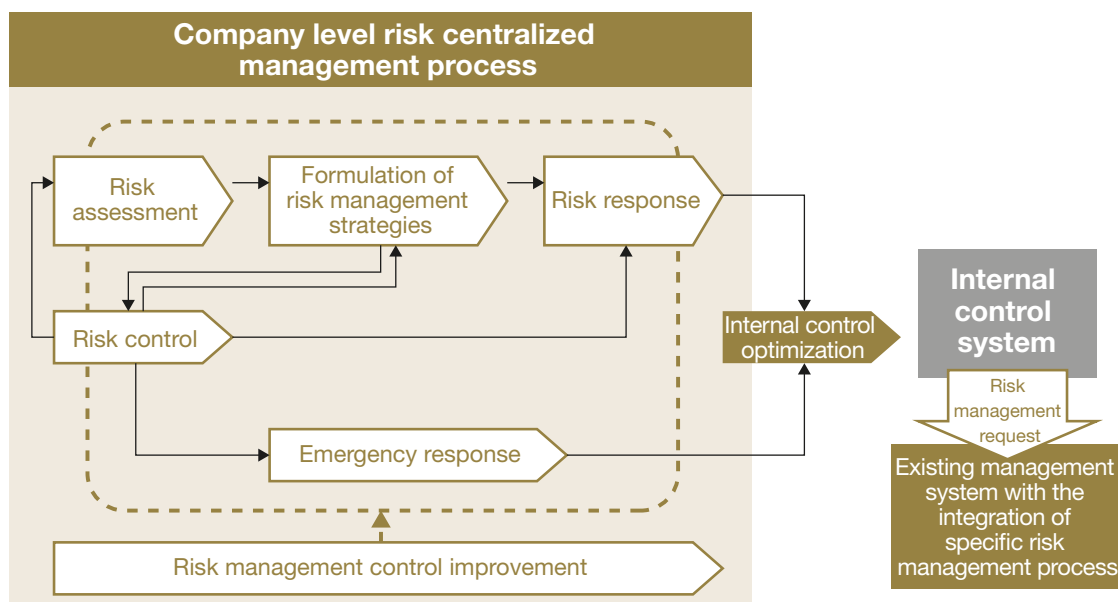 Company level risk centralized
management process
Risk
assessment
Formulation of
risk management
strategies
Risk response
Risk control
Internal control
optimization
Internal
control
system
Risk
management
request
Emergency response
Existing management
system with the
integration of
specific risk
management process
Risk management control improvement